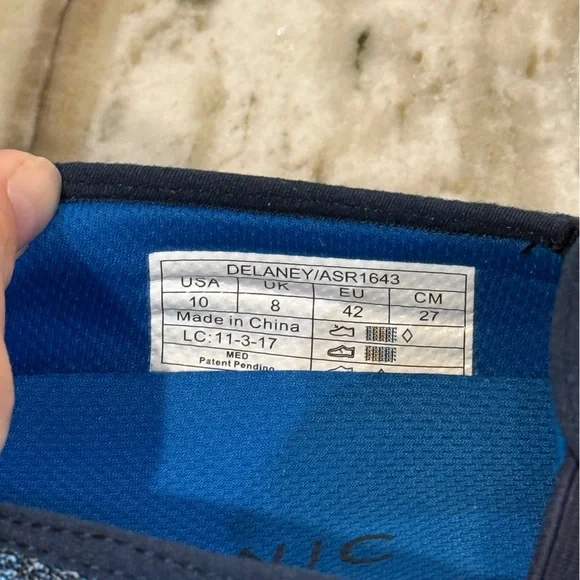 DELANEY/ASR1643
USA UK EU CM
10 8 42 27
Made in China
LC:11-3-17
MED
Patent Pending
NIC